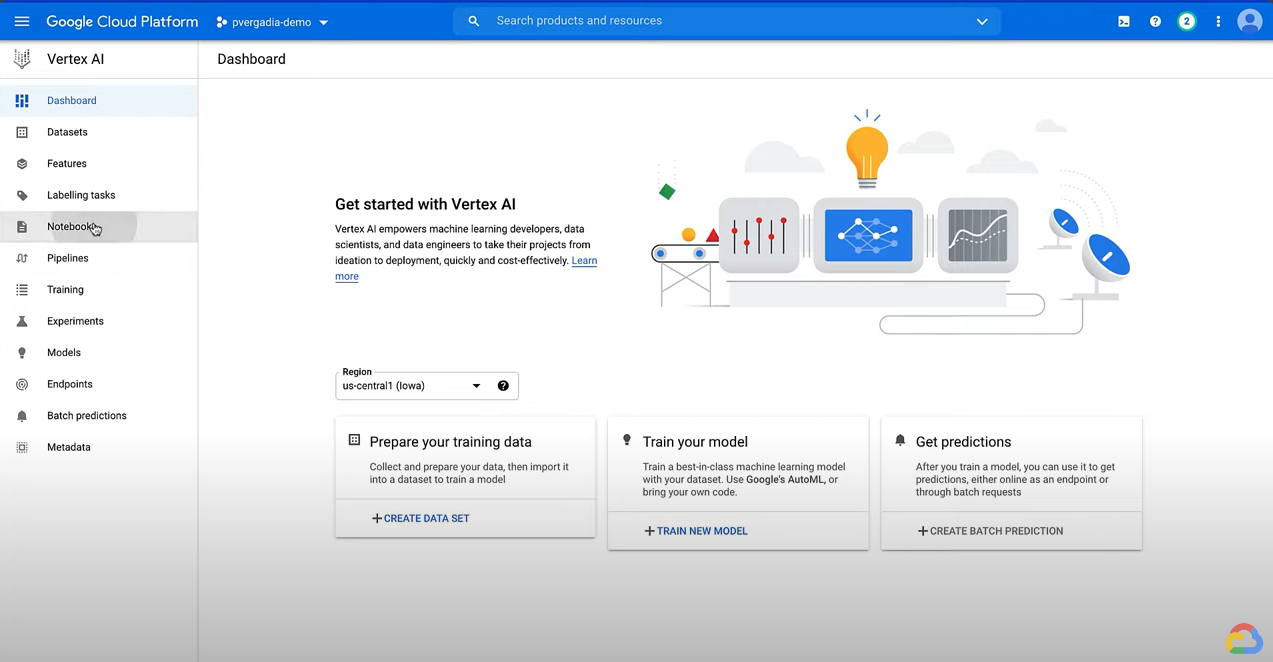 Google Cloud Platform
pvergadia-demo
Search products and resources
2
Vertex AI
Dashboard
Dashboard
Datasets
Features
Labelling tasks
Notebooks
Pipelines
Training
Experiments
Models
Endpoints
Batch predictions
Metadata
Get started with Vertex AI
Vertex AI empowers machine learning developers, data
scientists, and data engineers to take their projects from
ideation to deployment, quickly and cost-effectively. Learn
more
Region
us-central1 (Iowa)
Prepare your training data
Collect and prepare your data, then import it
into a dataset to train a model
CREATE DATA SET
Train your model
Train a best-in-class machine learning model
with your dataset. Use Google's AutoML, or
bring your own code.
TRAIN NEW MODEL
Get predictions
After you train a model, you can use it to get
predictions, either online as an endpoint or
through batch requests
CREATE BATCH PREDICTION